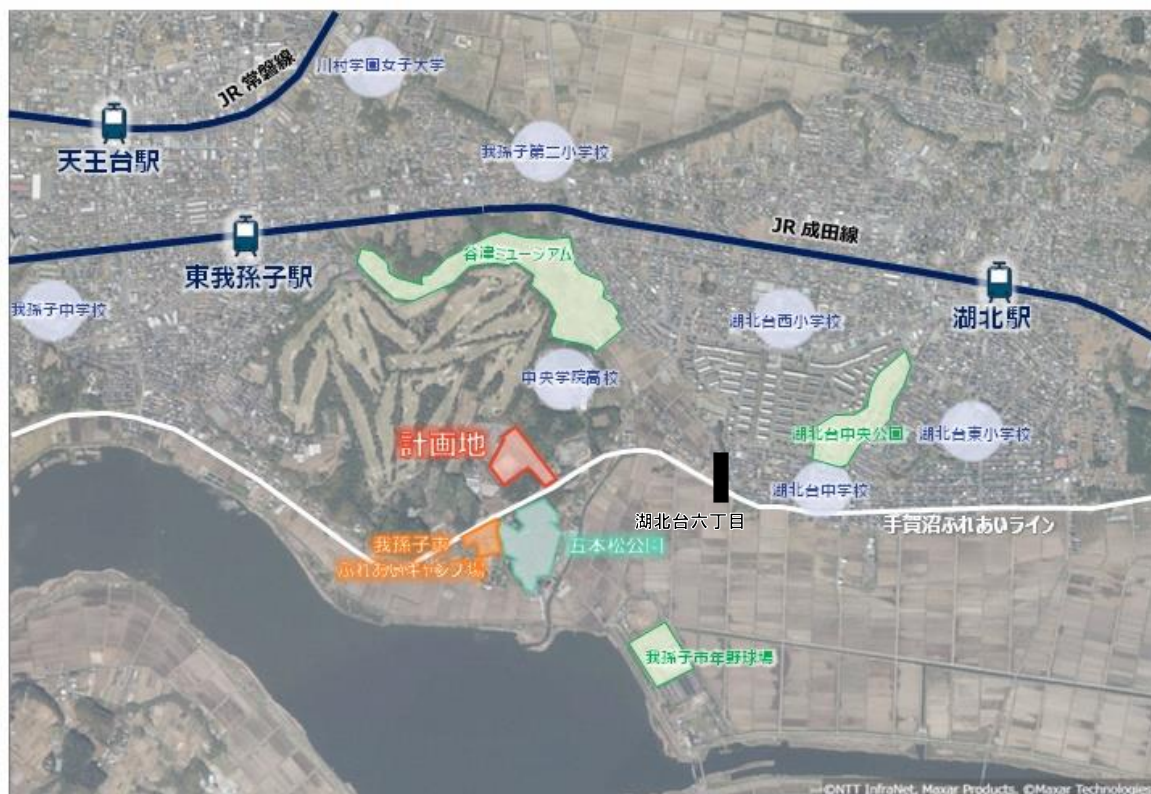 川村学園女子大学
JR 常磐線
天王台駅
我孫子第二小学校
JR 成田線
谷津ミュージアム
東我孫子駅
湖北駅
我孫子中学校
湖北台西小学校
中央学院高校
計画地
湖北台中央公園
湖北台東小学校
湖北台中学校
湖北台六丁目
手賀沼ふれあいライン
我孫子市
ふれあいキャンプ場
五本松公園
我孫子市年野球場
©NTT InfraNet, Maxar Products, ©Maxar Technologies